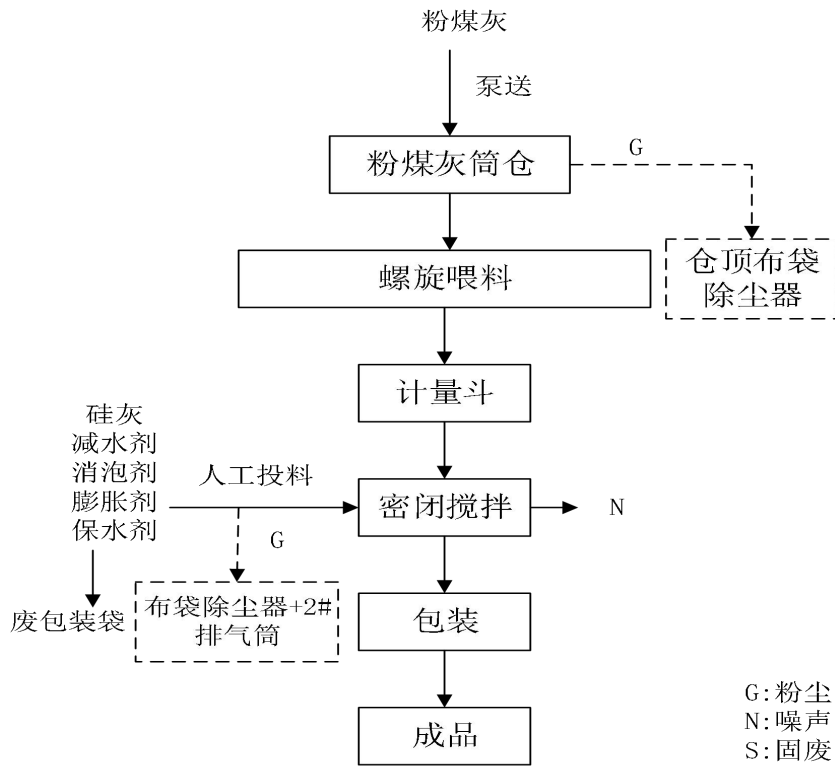 粉煤灰
泵送
粉煤灰筒仓
G
仓顶布袋
除尘器
螺旋喂料
计量斗
硅灰
减水剂
消泡剂
膨胀剂
保水剂
人工投料
密闭搅拌
N
G
废包装袋
布袋除尘器+2#
排气筒
包装
成品
G:粉尘
N:噪声
S:固废